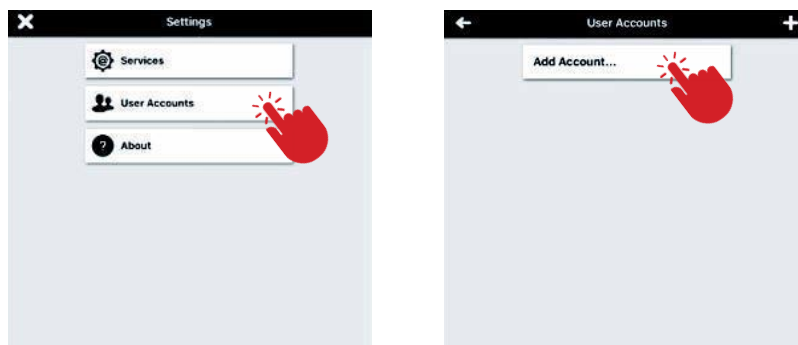 Settings
Services
User Accounts
About
User Accounts
Add Account...